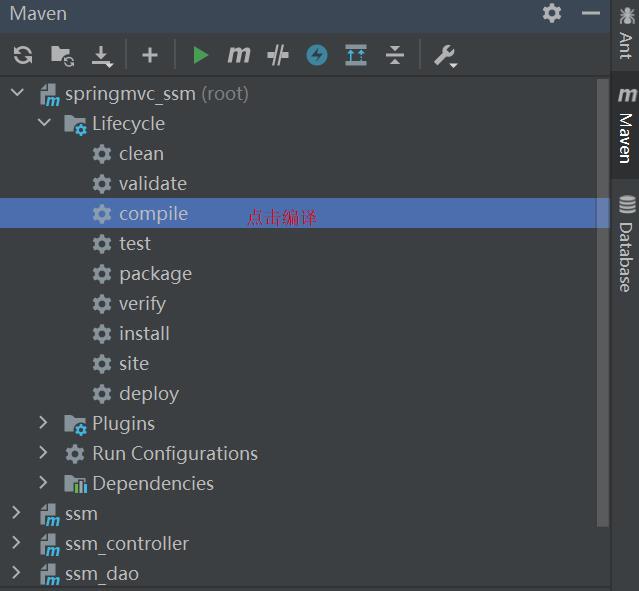 Maven
springmvc_ssm (root)
Lifecycle
clean
validate
compile 点击编译
test
package
verify
install
site
deploy
Plugins
Run Configurations
Dependencies
ssm
ssm_controller
ssm_dao
Ant
Maven
Database